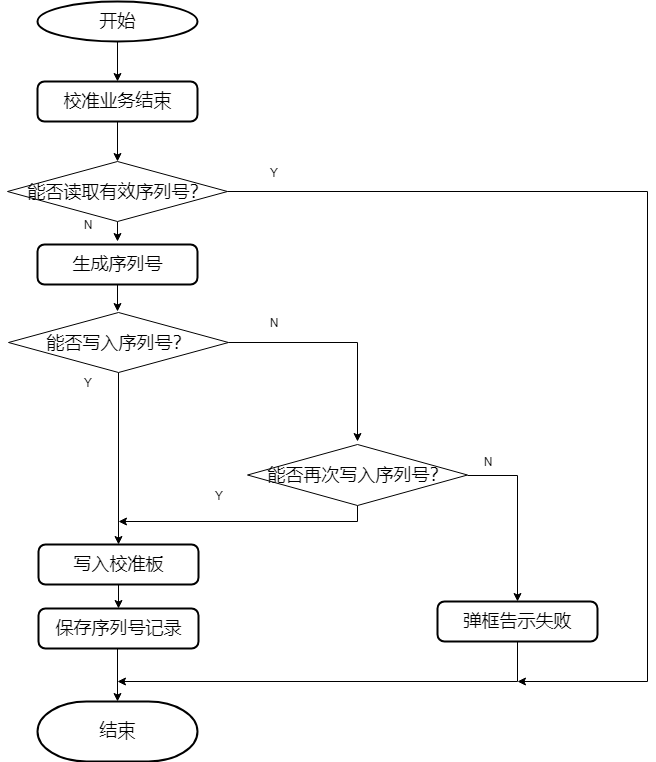 开始
校准业务结束
能否读取有效序列号?
Y
N
生成序列号
能否写入序列号?
N
Y
能否再次写入序列号?
N
Y
写入校准板
保存序列号记录
弹框告示失败
结束